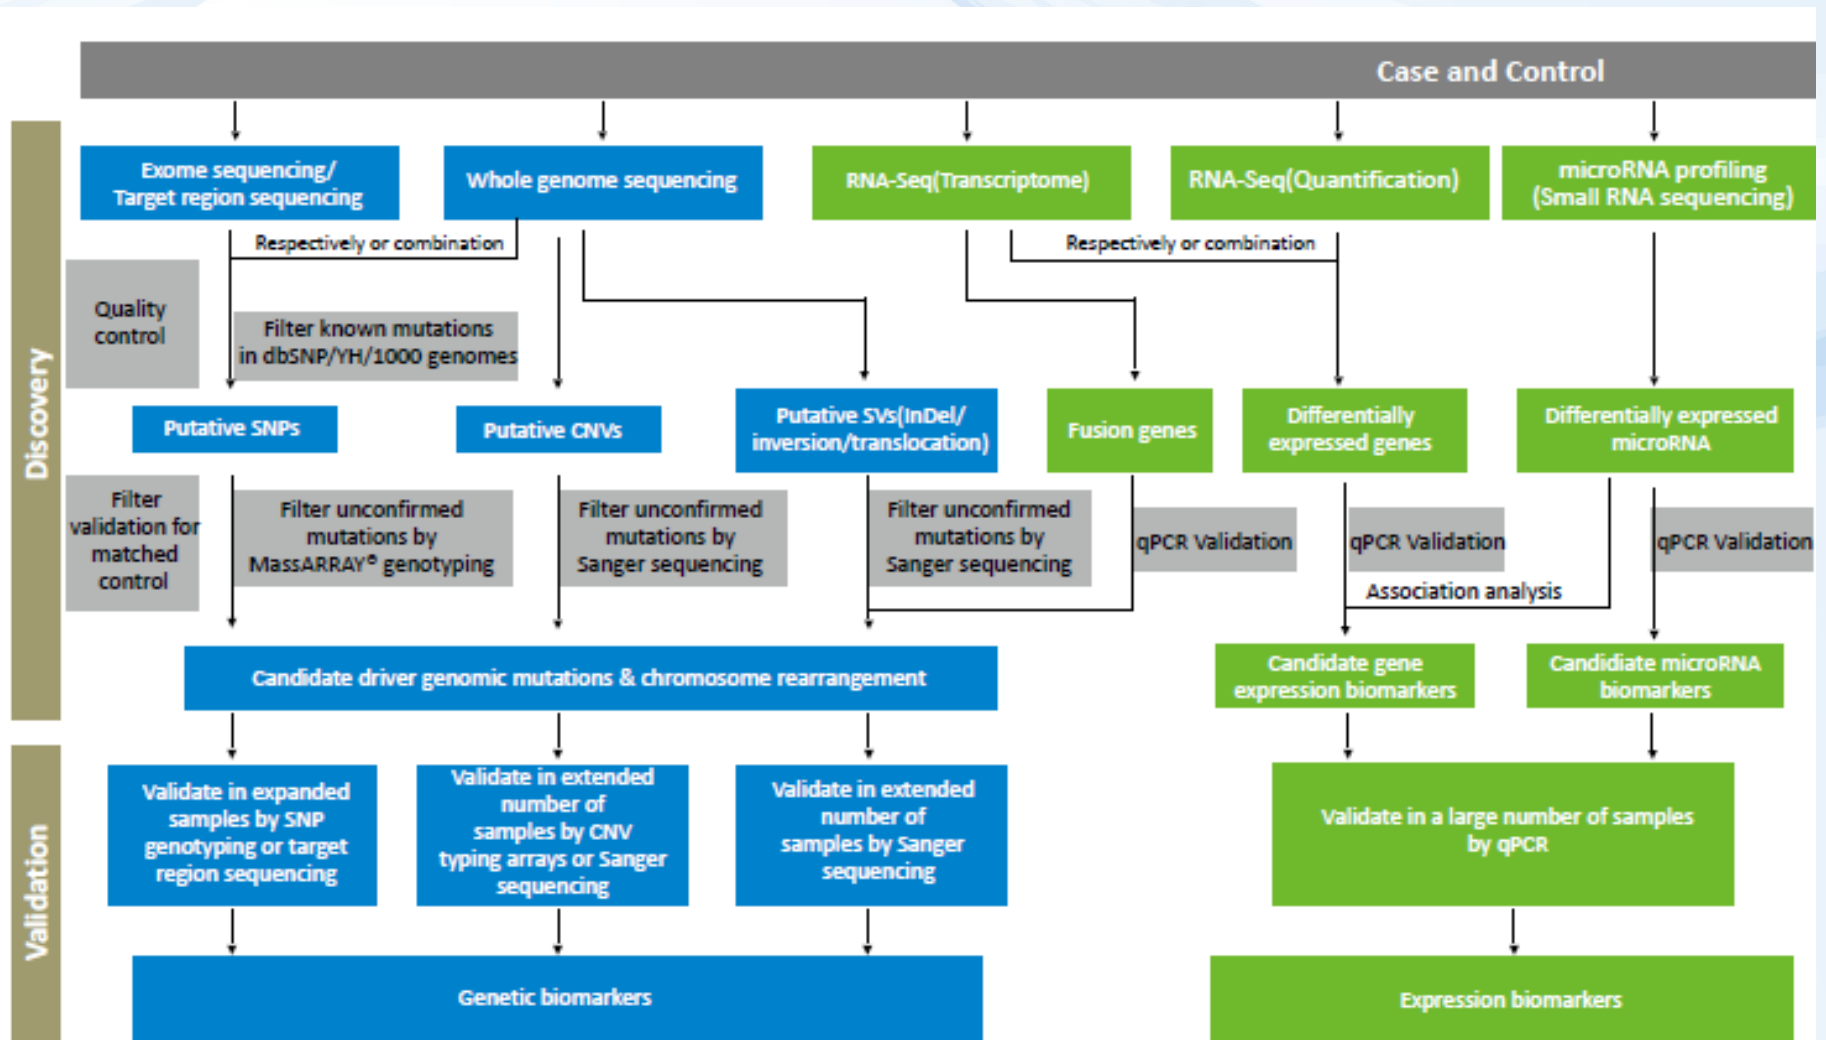 Case and Control
Discovery
Exome sequencing/
Target region sequencing
Whole genome sequencing
RNA-Seq(Transcriptome)
RNA-Seq(Quantification)
microRNA profiling
(Small RNA sequencing)
Respectively or combination
Respectively or combination
Quality
control
Filter known mutations
in dbSNP/YH/1000 genomes
Putative SNPs
Putative CNVs
Putative SVs(InDel/
inversion/translocation)
Fusion genes
Differentially
expressed genes
Differentially expressed
microRNA
Filter
validation for
matched
control
Filter unconfirmed
mutations by
MassARRAY® genotyping
Filter unconfirmed
mutations by
Sanger sequencing
Filter unconfirmed
mutations by
Sanger sequencing
qPCR Validation
qPCR Validation
qPCR Validation
Association analysis
Candidate driver genomic mutations & chromosome rearrangement
Candidate gene
expression biomarkers
Candidiate microRNA
biomarkers
Validation
Validate in expanded
samples by SNP
genotyping or target
region sequencing
Validate in extended
number of
samples by CNV
typing arrays or Sanger
sequencing
Validate in extended
number of
samples by Sanger
sequencing
Validate in a large number of samples
by qPCR
Genetic biomarkers
Expression biomarkers